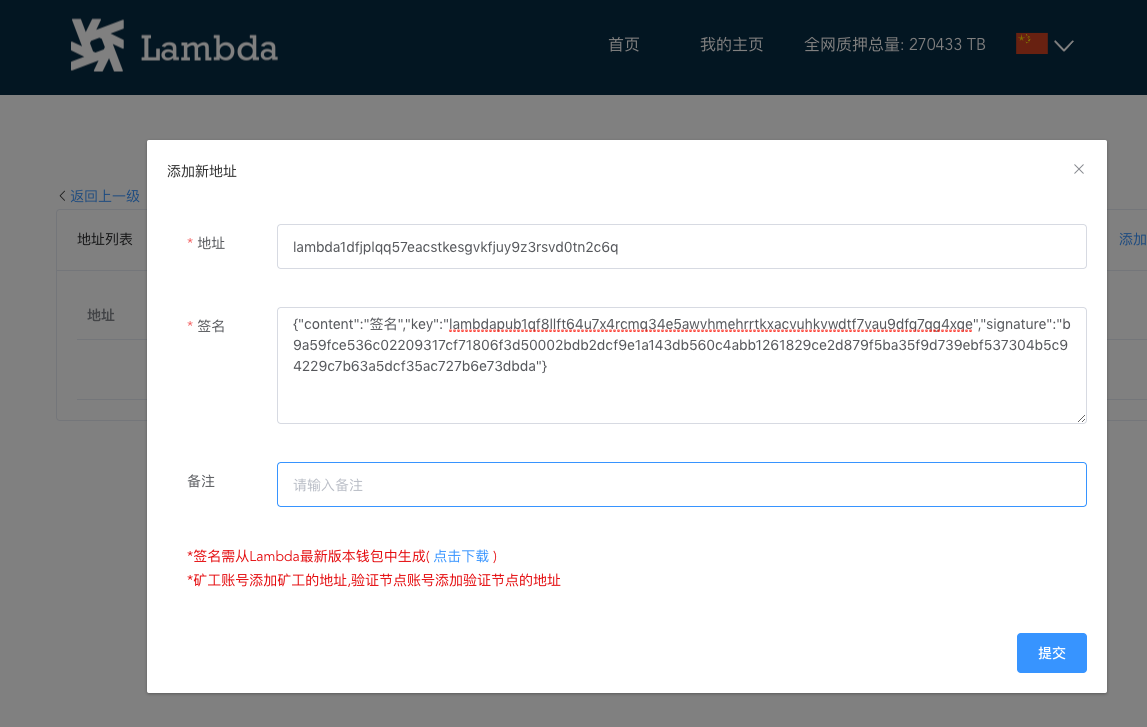 Lambda
首页
我的主页
全网质押总量: 270433 TB
添加新地址
返回上一级
地址列表
添加
地址
* 地址
lambda1dfjplqq57eacstkesgvkfjuy9z3rsvd0tn2c6q
* 签名
{"content":"签名","key":"lambdapub1qf8llft64u7x4rcmq34e5awvhmehrrtkxacvuhkvwdtf7vau9dfg7gg4xqe","signature":"b
9a59fce536c02209317cf71806f3d50002bdb2dcf9e1a143db560c4abb1261829ce2d879f5ba35f9d739ebf537304b5c9
4229c7b63a5dcf35ac727b6e73dbda"}
备注
请输入备注
*签名需从Lambda最新版本钱包中生成( 点击下载 )
*矿工账号添加矿工的地址,验证节点账号添加验证节点的地址
提交